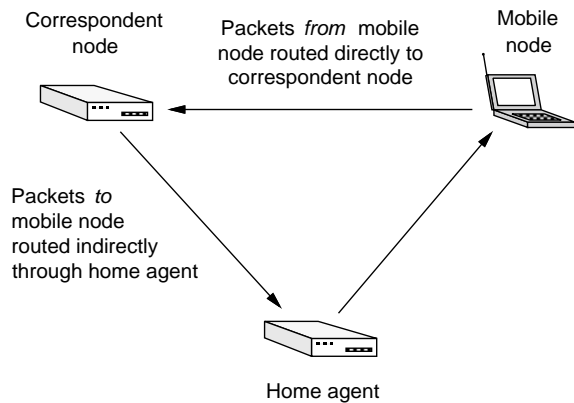 Correspondent
node
Packets from mobile
node routed directly to
correspondent node
Mobile
node
Packets to
mobile node
routed indirectly
through home agent
Home agent